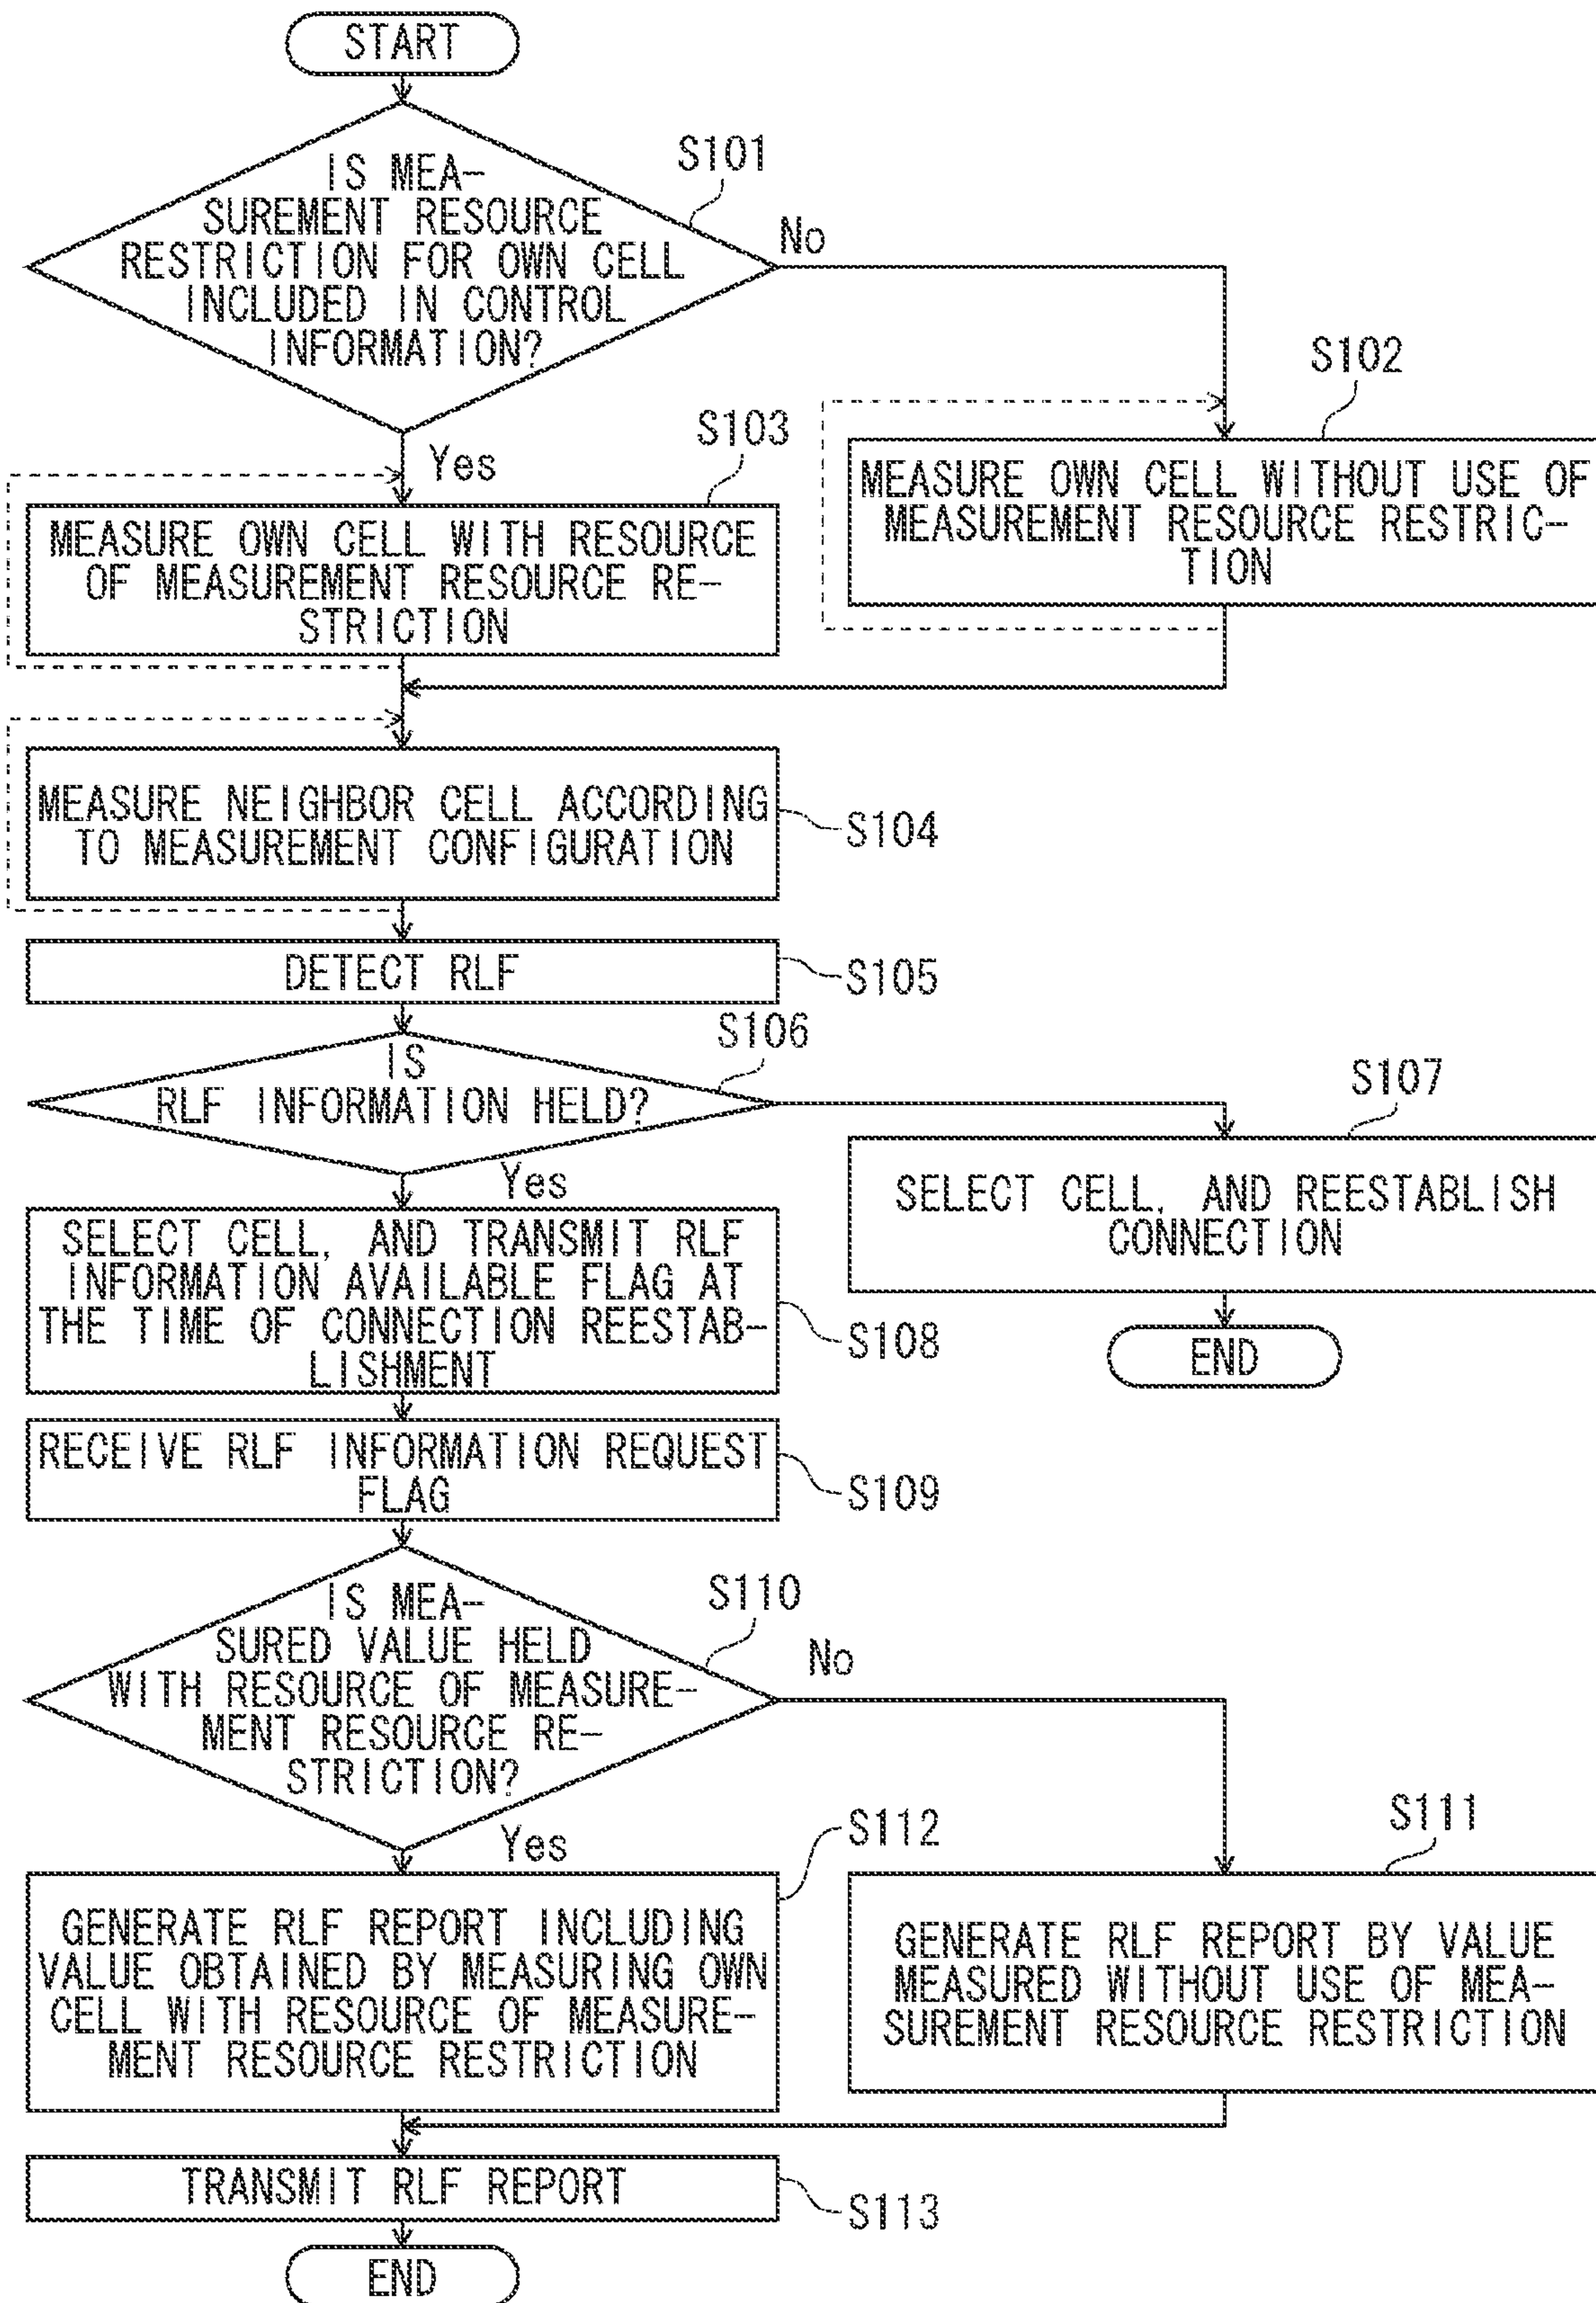 START
IS MEA-
SUREMENT RESOURCE
RESTRICTION FOR OWN CELL
INCLUDED IN CONTROL
INFORMATION?
S101
No
Yes
S102
MEASURE OWN CELL WITHOUT USE OF
MEASUREMENT RESOURCE RESTRIC-
TION
S103
MEASURE OWN CELL WITH RESOURCE
OF MEASUREMENT RESOURCE RE-
STRICTION
MEASURE NEIGHBOR CELL ACCORDING
TO MEASUREMENT CONFIGURATION
S104
DETECT RLF
S105
IS
RLF INFORMATION HELD?
S106
Yes
S107
SELECT CELL, AND REESTABLISH
CONNECTION
END
SELECT CELL, AND TRANSMIT RLF
INFORMATION AVAILABLE FLAG AT
THE TIME OF CONNECTION REESTAB-
LISHMENT
S108
RECEIVE RLF INFORMATION REQUEST
FLAG
S109
IS MEA-
SURED VALUE HELD
WITH RESOURCE OF MEASURE-
MENT RESOURCE RE-
STRICTION?
S110
No
Yes
S112
GENERATE RLF REPORT INCLUDING
VALUE OBTAINED BY MEASURING OWN
CELL WITH RESOURCE OF MEASURE-
MENT RESOURCE RESTRICTION
S111
GENERATE RLF REPORT BY VALUE
MEASURED WITHOUT USE OF MEA-
SUREMENT RESOURCE RESTRICTION
TRANSMIT RLF REPORT
S113
END